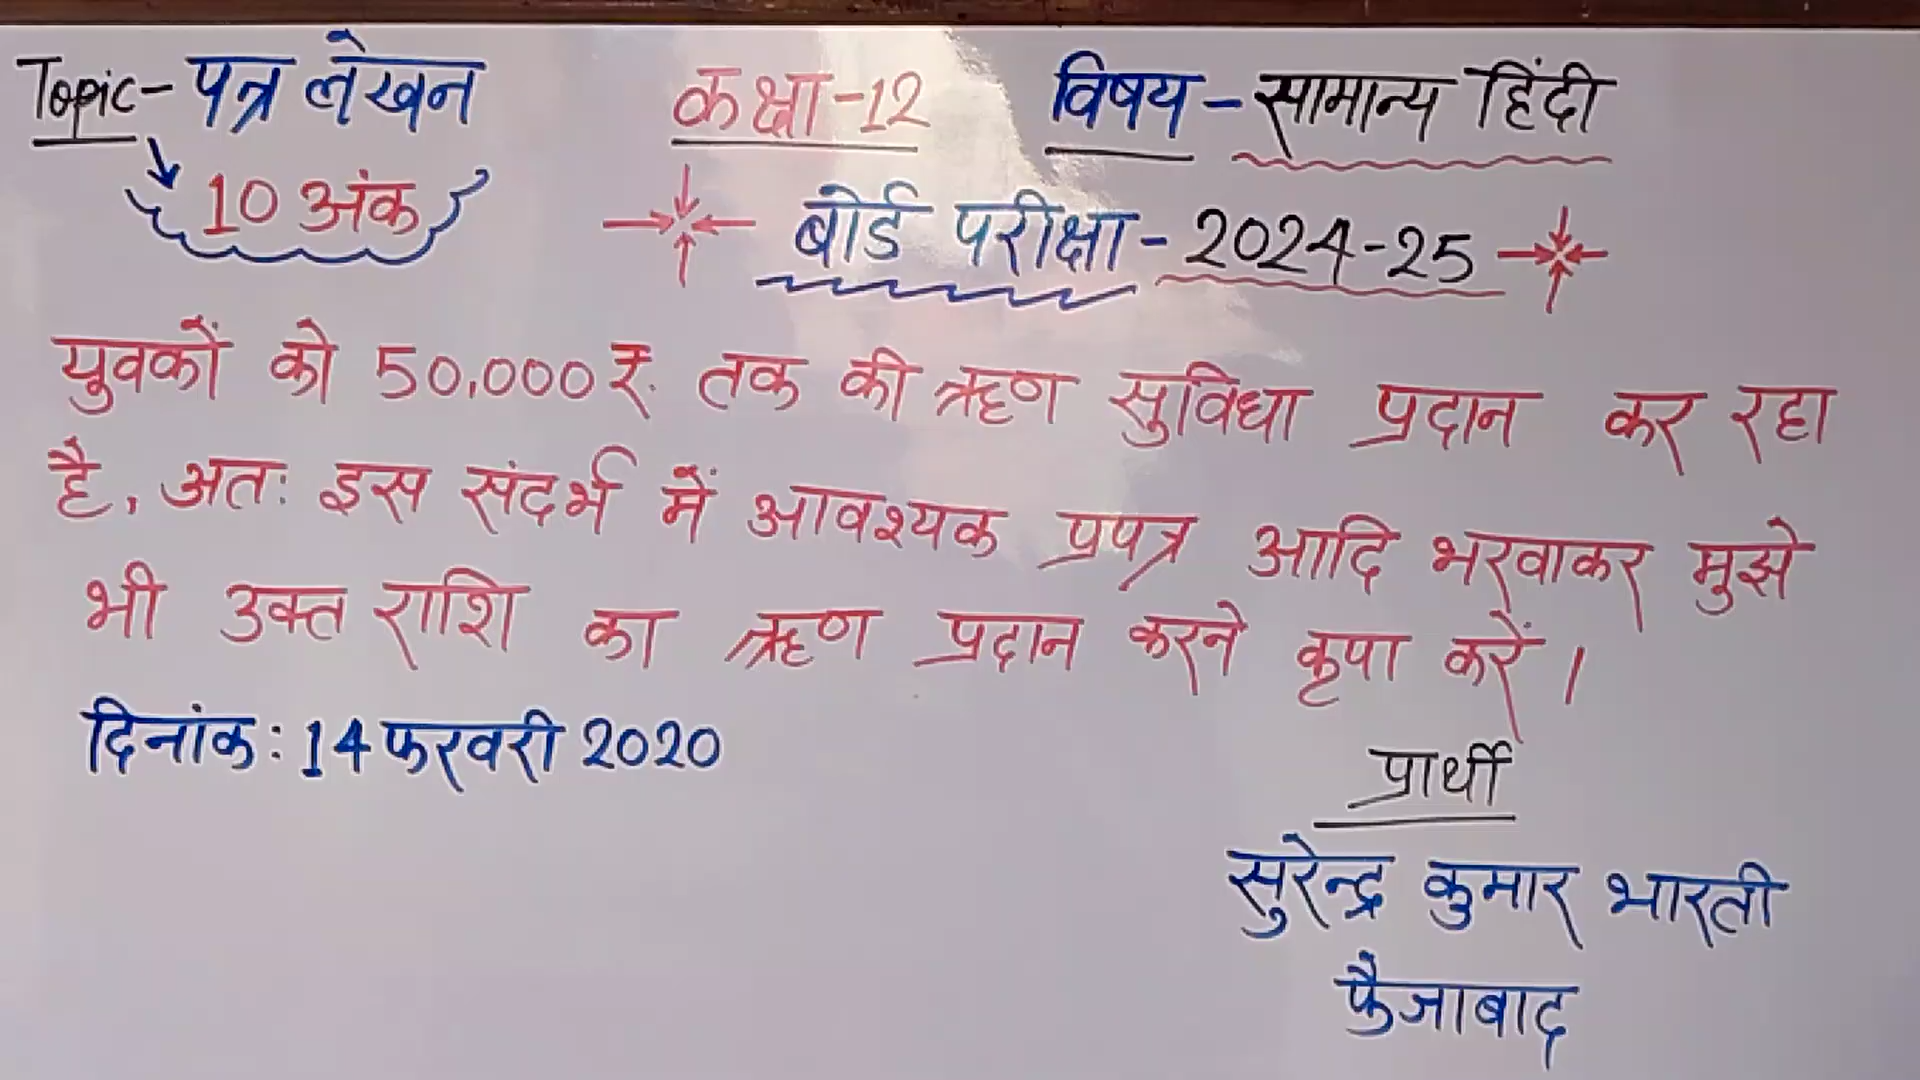 Topic- पत्र लेखन कक्षा-12 विषय-सामान्य हिंदी
10 अंक
बोर्ड परीक्षा-2024-25
युवकों को 50,000₹. तक की ऋण सुविधा प्रदान कर रहा
है, अतः इस संदर्भ में आवश्यक प्रपत्र आदि भरवाकर मुझे
भी उक्त राशि का ऋण प्रदान करने कृपा करें।
दिनांक: 14 फरवरी 2020
प्रार्थी
सुरेन्द्र कुमार भारती
फैजाबाद